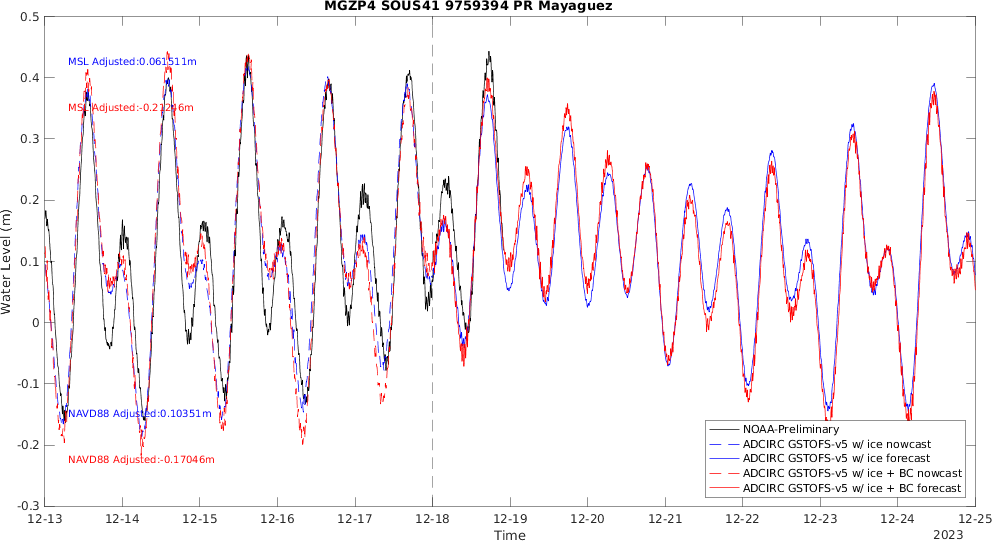 MGZP4 SOUS41 9759394 PR Mayaguez
0.5
0.4
0.3
0.2
0.1
0
-0.1
-0.2
-0.3
Water Level (m)
MSL Adjusted:0.061511m
MSL Adjusted:-0.21246m
NAVD88 Adjusted:0.10351m
NAVD88 Adjusted:-0.17046m
NOAA-Preliminary
ADCIRC GSTOFS-v5 w/ ice nowcast
ADCIRC GSTOFS-v5 w/ ice forecast
ADCIRC GSTOFS-v5 w/ ice + BC nowcast
ADCIRC GSTOFS-v5 w/ ice + BC forecast
12-13 12-14 12-15 12-16 12-17 12-18 12-19 12-20 12-21 12-22 12-23 12-24 12-25
Time
2023